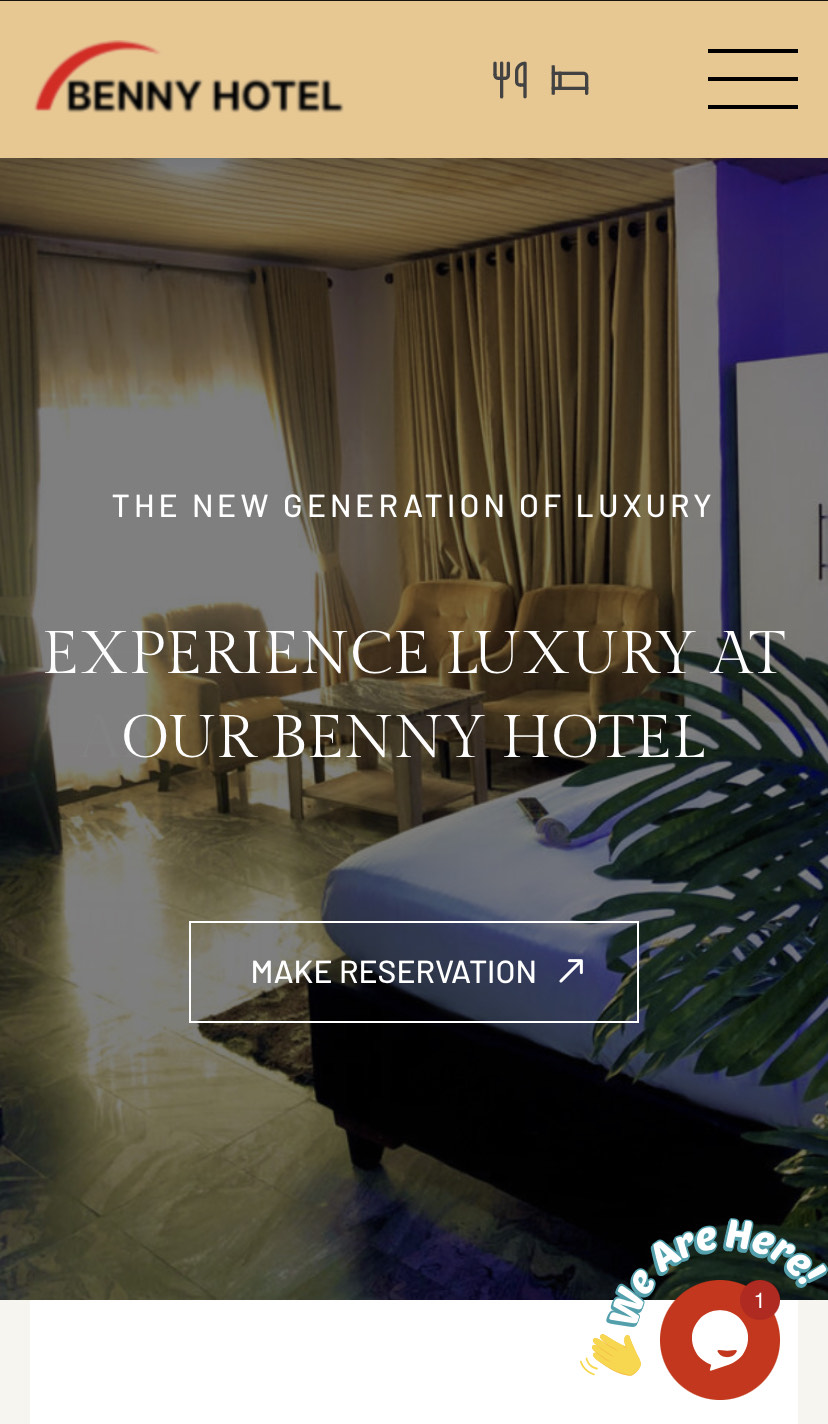 BENNY HOTEL
THE NEW GENERATION OF LUXURY
EXPERIENCE LUXURY AT
OUR BENNY HOTEL
MAKE RESERVATION
We Are Here!
1